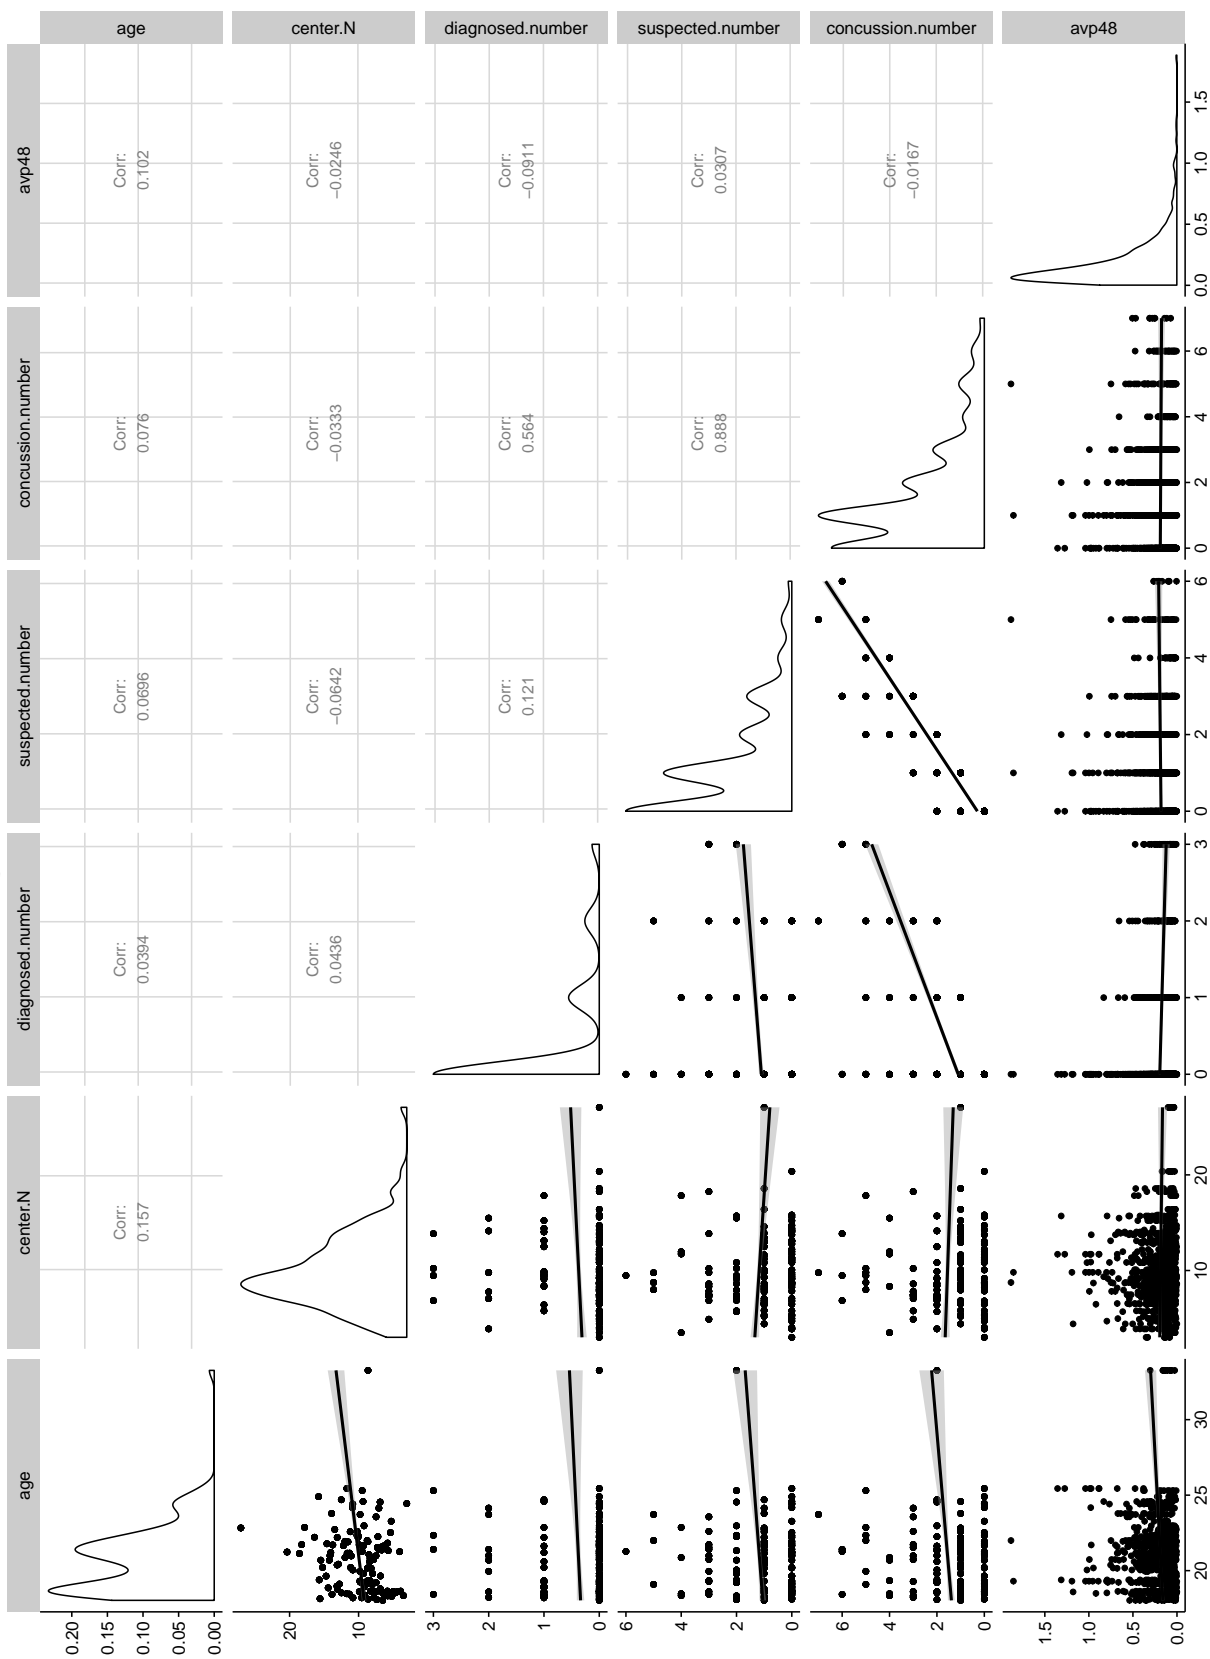 age
center.N
diagnosed.number
suspected.number
concussion.number
avp48
0.20
0.15
0.10
0.05
0.00
Corr:
0.157
Corr:
0.0394
Corr:
0.0696
Corr:
0.076
Corr:
0.102
age
20
10
Corr:
0.0436
Corr:
−0.0642
Corr:
−0.0333
Corr:
−0.0246
center.N
3
2
1
0
Corr:
0.121
Corr:
0.564
Corr:
−0.0911
diagnosed.number
6
4
2
0
Corr:
0.888
Corr:
0.0307
suspected.number
6
4
2
0
Corr:
−0.0167
concussion.number
1.5
1.0
0.5
0.0
avp48
20 25 30
10 20
0 1 2 3
0 2 4 6
0 2 4 6
0.0 0.5 1.0 1.5